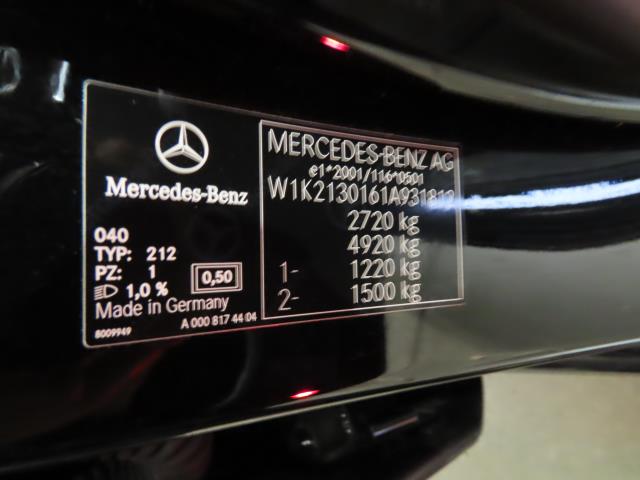 Mercedes-Benz
040
TYP: 212
PZ: 1
0,50
1,0 %
Made in Germany
8009949
A 000 817 44 04
MERCEDES-BENZ AG
e1*2001/116*0501
W1K2130161A931812
2720 kg
4920 kg
1- 1220 kg
2- 1500 kg